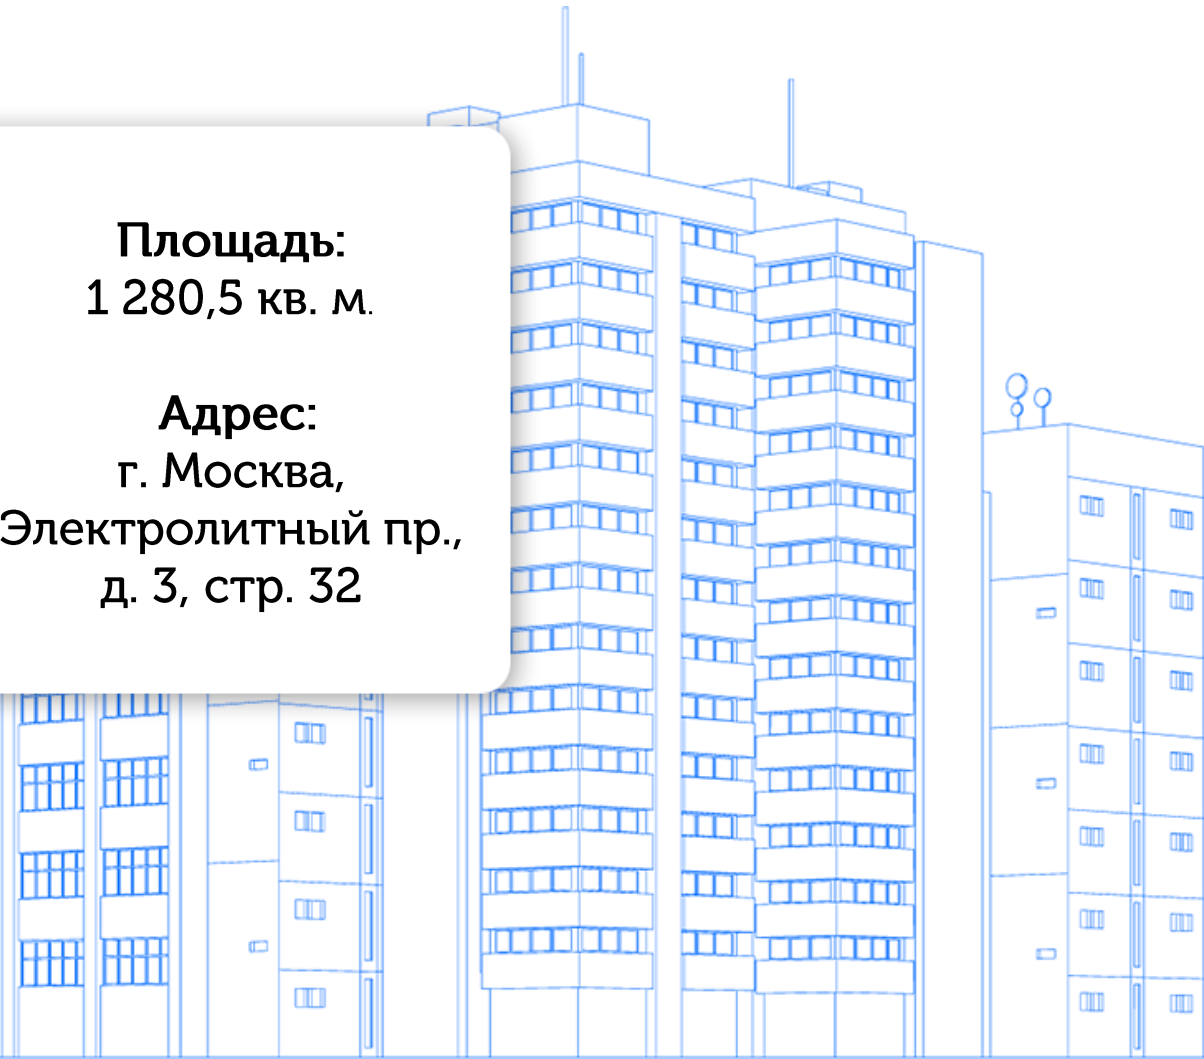 Площадь:
1 280,5 кв. м.
Адрес:
г. Москва,
Электролитный пр.,
д. 3, стр. 32